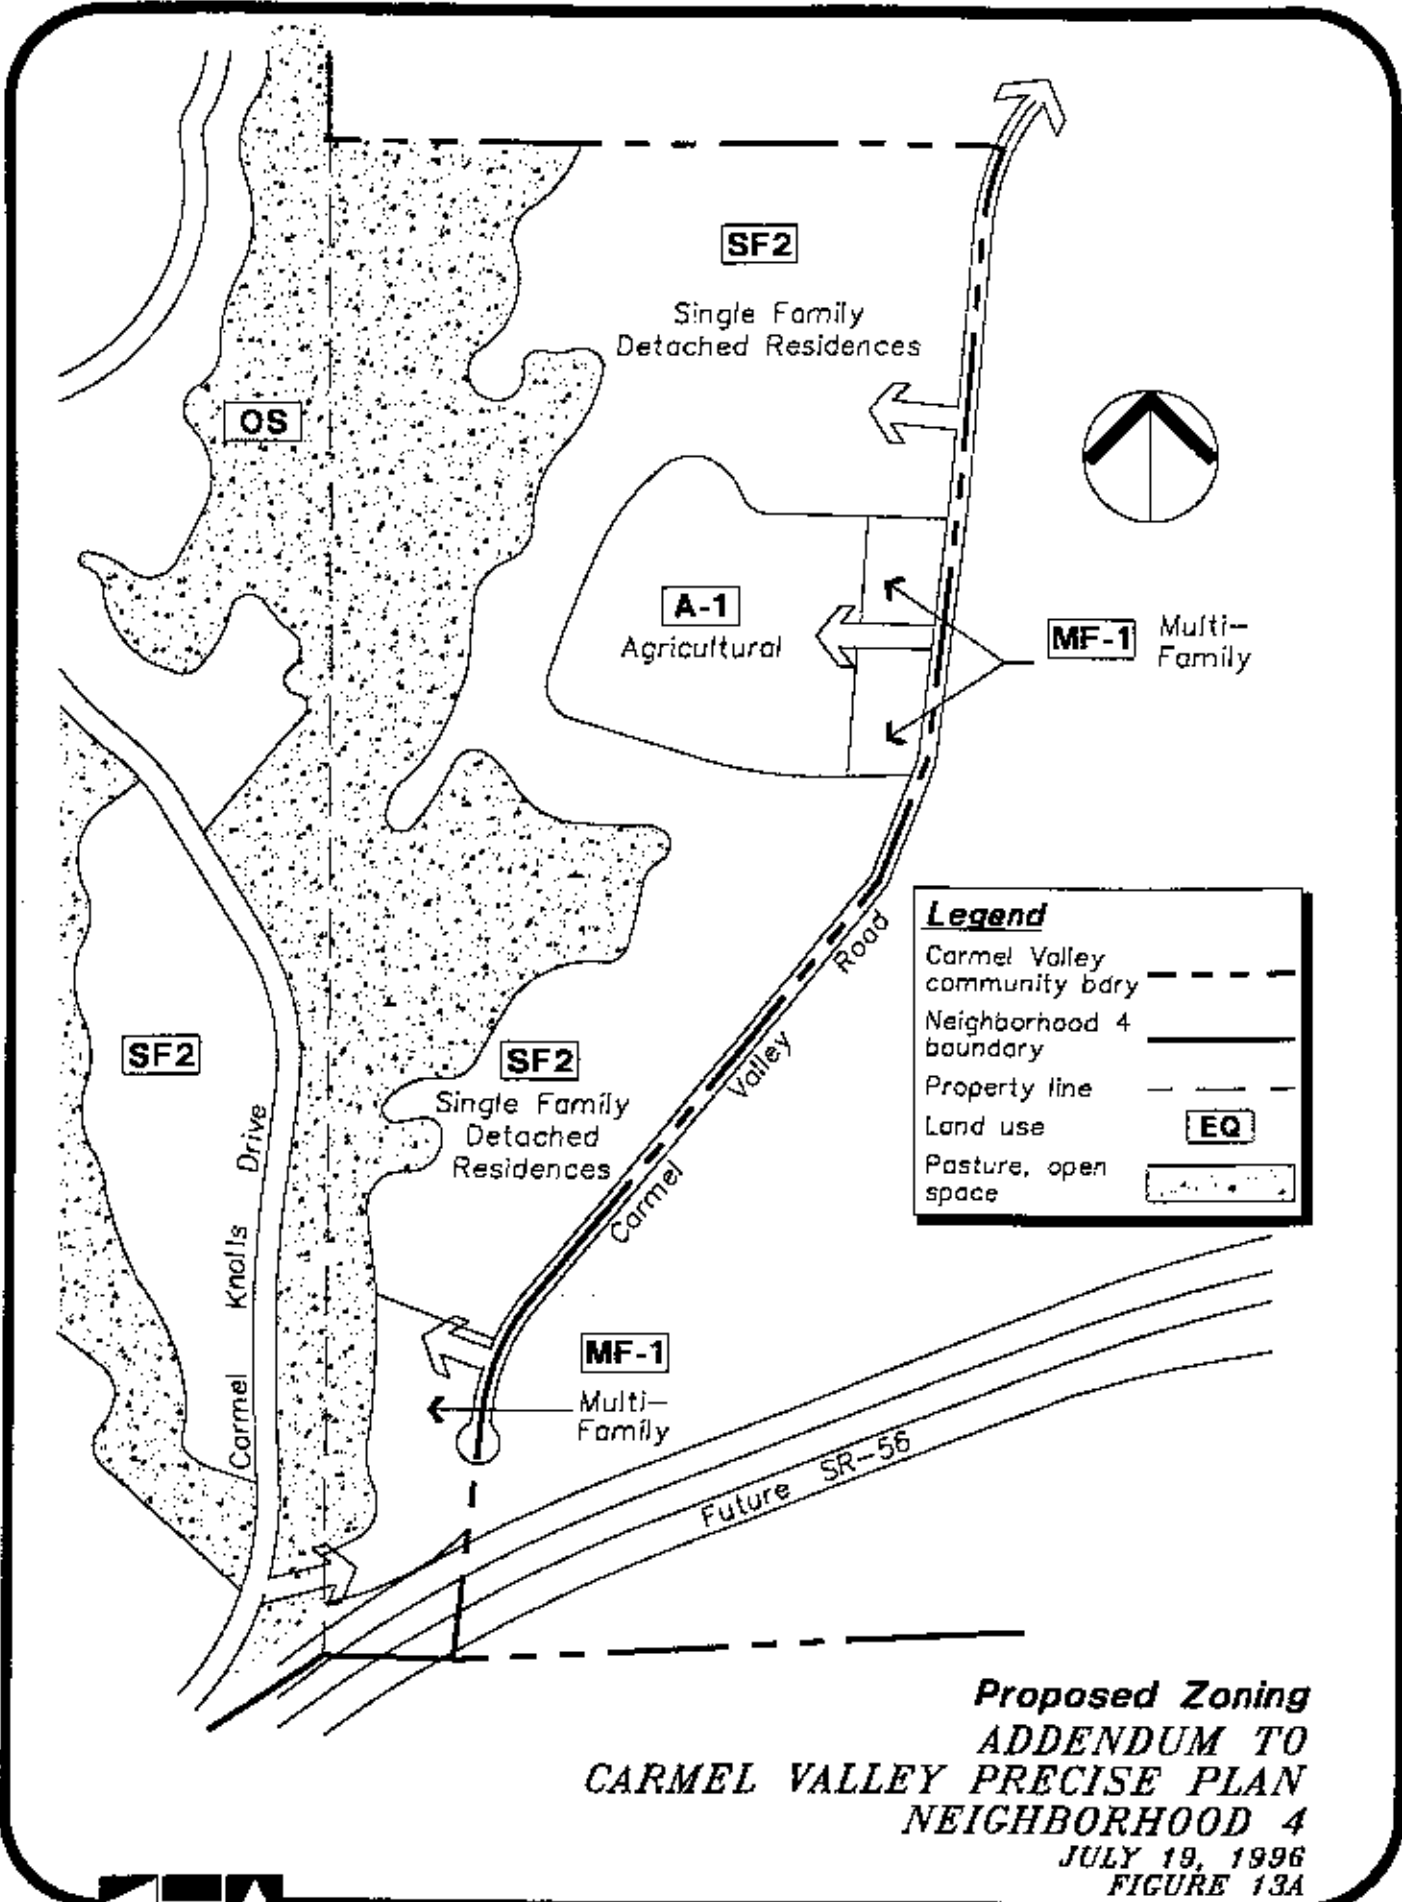 SF2
Single Family
Detached Residences
OS
A-1
Agricultural
MF-1
Multi-
Family
Legend
Carmel Valley
community bdry
Neighborhood 4
boundary
Property line
Land use
EQ
Pasture, open
space
Carmel Valley Road
SF2
SF2
Single Family
Detached
Residences
Carmel Knolls Drive
MF-1
Multi-
Family
Future SR-56
Proposed Zoning
ADDENDUM TO
CARMEL VALLEY PRECISE PLAN
NEIGHBORHOOD 4
JULY 19, 1996
FIGURE 13A